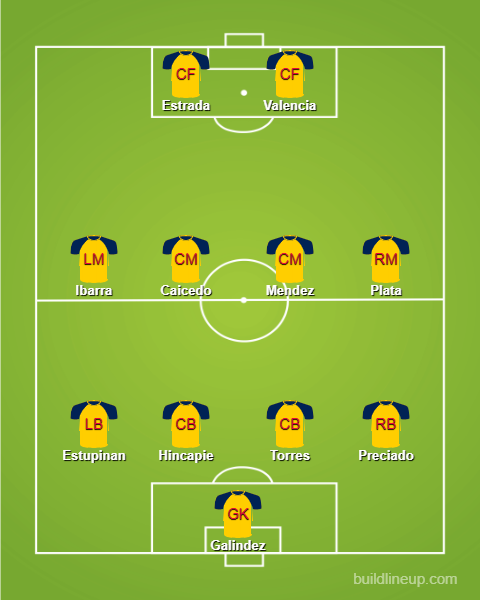 CF CF
Estrada Valencia
LM CM CM RM
Ibarra Caicedo Mendez Plata
LB CB CB RB
Estupinan Hincapie Torres Preciado
GK
Galindez
buildlineup.com